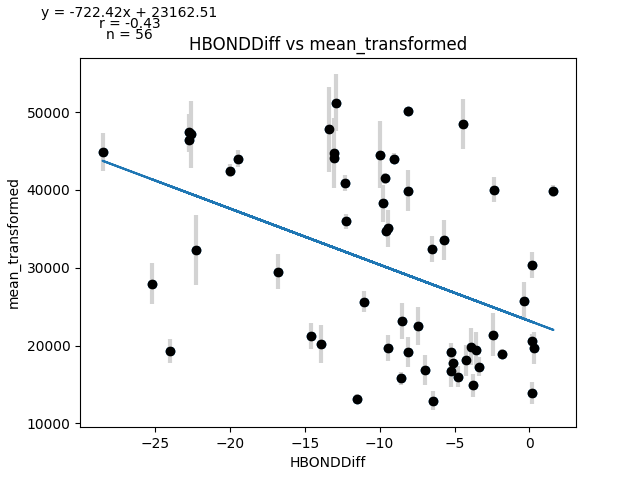 y = -722.42x + 23162.51
r = -0.43
n = 56
HBONDDiff vs mean_transformed
50000
40000
30000
20000
10000
mean_transformed
−25
−20
−15
−10
−5
0
HBONDDiff